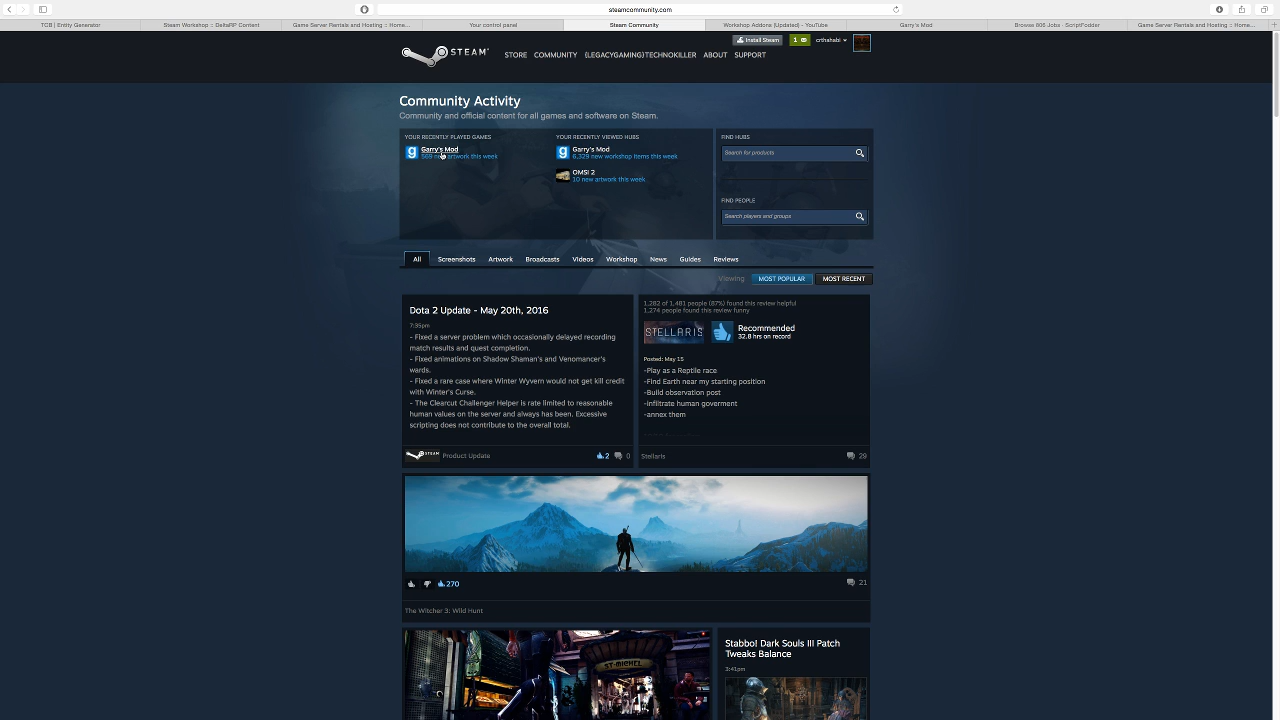 steamcommunity.com
TCB | Entity Generator
Steam Workshop :: DeltaRP Content
Game Server Rentals and Hosting :: Home...
Your control panel
Steam Community
Workshop Addons (Updated) - YouTube
Garry's Mod
Browse 806 Jobs · ScriptFodder
Game Server Rentals and Hosting :: Home...
Install Steam
1
crthahabi
STEAM
STORE
COMMUNITY
(LEGACYGAMING)TECHNOKILLER
ABOUT
SUPPORT
Community Activity
Community and official content for all games and software on Steam.
YOUR RECENTLY PLAYED GAMES
Garry's Mod
569 new artwork this week
YOUR RECENTLY VIEWED HUBS
Garry's Mod
8,329 new workshop items this week
OMSI 2
10 new artwork this week
FIND HUBS
Search for products
FIND PEOPLE
Search players and groups
All
Screenshots
Artwork
Broadcasts
Videos
Workshop
News
Guides
Reviews
Viewing
MOST POPULAR
MOST RECENT
Dota 2 Update - May 20th, 2016
7:35pm
- Fixed a server problem which occasionally delayed recording
match results and quest completion.
- Fixed animations on Shadow Shaman's and Venomancer's
wards.
- Fixed a rare case where Winter Wyvern would not get kill credit
with Winter's Curse.
- The Clearcut Challenger Helper is rate limited to reasonable
human values on the server and always has been. Excessive
scripting does not contribute to the overall total.
STEAM
Product Update
2
0
1,282 of 1,481 people (87%) found this review helpful
1,274 people found this review funny
STELLARIS
Recommended
32.8 hrs on record
Posted: May 15
-Play as a Reptile race
-Find Earth near my starting position
-Build observation post
-infiltrate human goverment
-annex them
Stellaris
29
270
21
The Witcher 3: Wild Hunt
ST-MICHEL
Stabbo! Dark Souls III Patch
Tweaks Balance
3:41pm